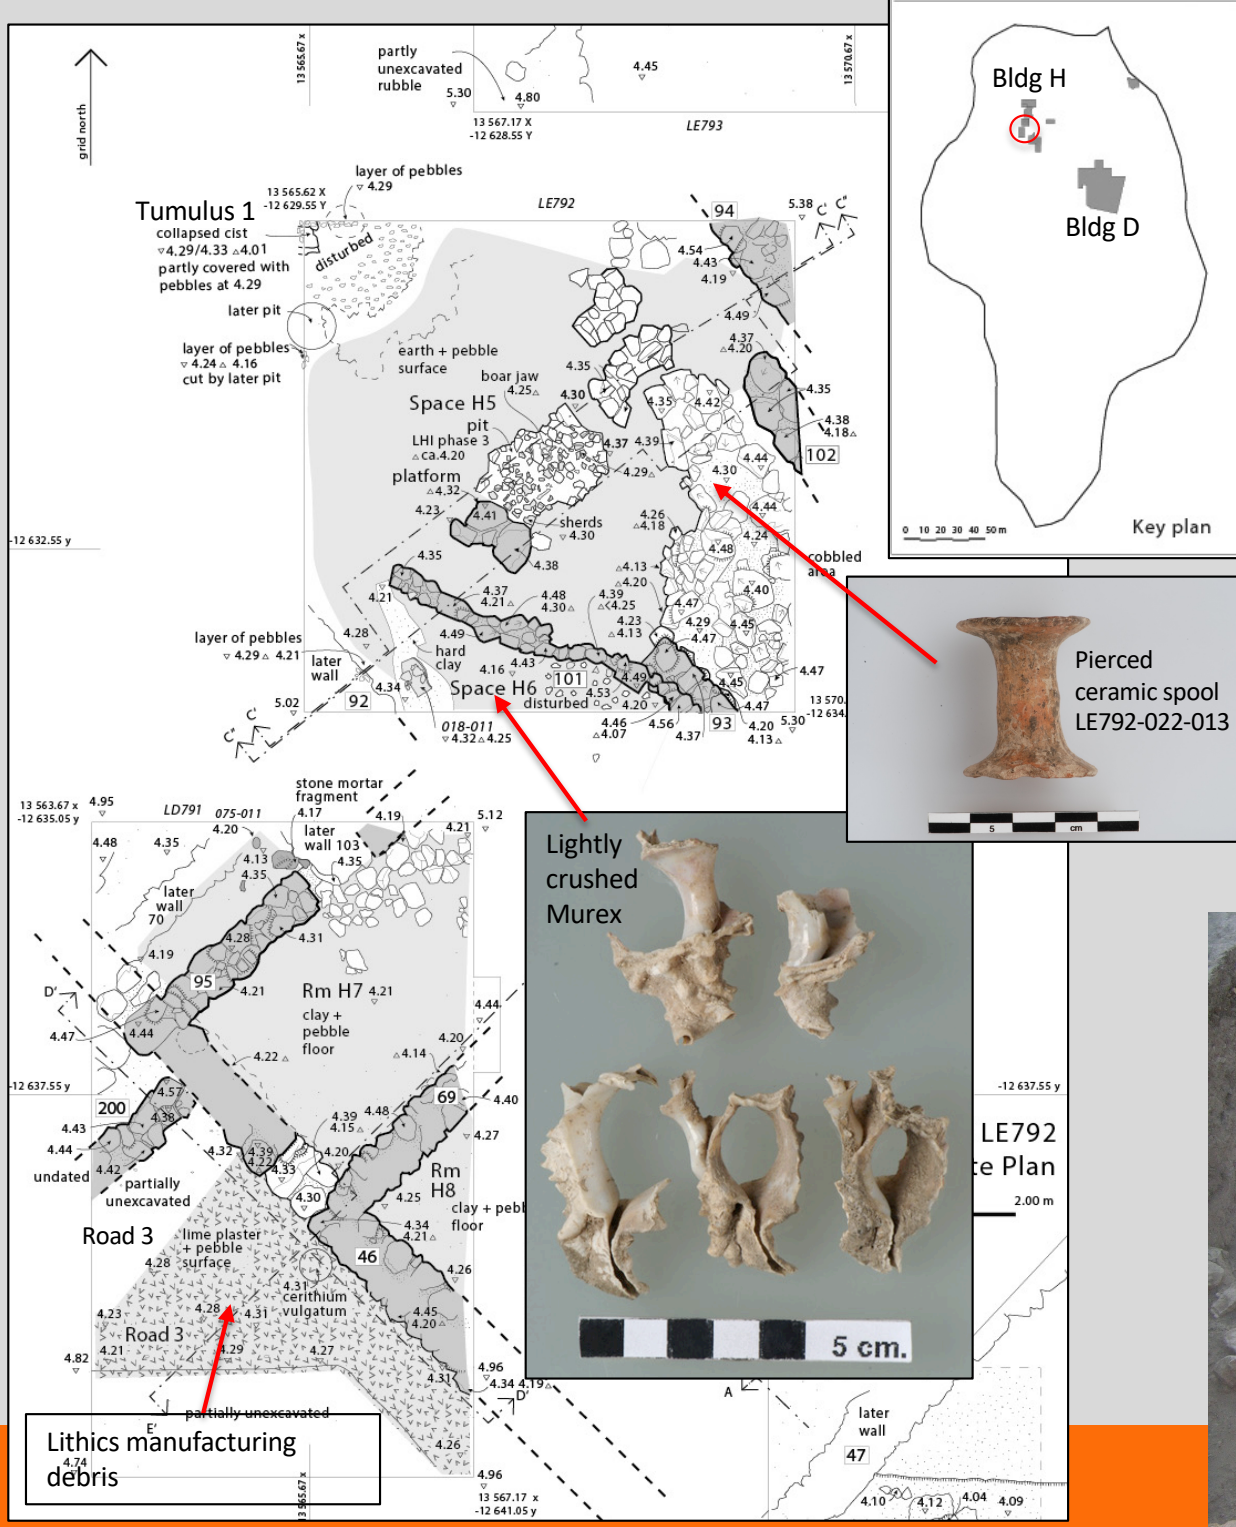 grid north
13 565.67 x
partly
unexcavated
rubble
5.30
4.80
4.45
13 570.67 x
13 567.17 X
-12 628.55 Y
LE793
Bldg H
Bldg D
0 10 20 30 40 50 m
Key plan
layer of pebbles
4.29
13 565.62 X
-12 629.55 Y
LE792
94
5.38
C' C"
Tumulus 1
collapsed cist
4.29/4.33 4.01
partly covered with
pebbles at 4.29
disturbed
4.54
4.43
4.19
later pit
4.49
4.37
4.20
layer of pebbles
4.24 4.16
cut by later pit
earth + pebble
surface
boar jaw
4.25
4.35
4.30
4.35
4.42
4.35
Space H5
pit
LHI phase 3
ca.4.20
4.37
4.39
4.38
4.18
102
4.44
4.30
4.29
platform
4.32
4.23
4.41
sherds
4.30
4.26
4.18
4.44
4.24
-12 632.55 y
4.35
4.38
4.48
cobbled
area
4.13
4.20
4.40
4.21
4.37
4.21
4.48
4.30
4.39
4.25
4.47
4.28
4.23
4.13
4.29
4.45
4.47
layer of pebbles
4.29 4.21
later
wall
4.49
hard
clay
4.16
4.43
101
4.47
4.34
Space H6
disturbed
4.53
4.49
4.45
4.20
5.02
92
018-011
4.32 4.25
4.46
4.07
4.56
4.37
93
4.47
4.20
4.13
5.30
13 570.
-12 634.
C'
C"
Pierced
ceramic spool
LE792-022-013
5
cm
stone mortar
fragment
4.17
13 563.67 x
-12 635.05 y
4.95
LD791
075-011
4.20
later
wall 103
4.35
4.19
4.21
5.12
4.48
4.35
4.13
4.35
later
wall
70
Lightly
crushed
Murex
4.19
4.28
4.31
D'
95
4.21
Rm H7
4.21
clay +
pebble
floor
4.44
4.47
4.44
4.22
4.14
4.20
-12 637.55 y
4.57
69
4.40
-12 637.55 y
200
4.38
4.43
4.44
4.39
4.15
4.48
4.27
LE792
te Plan
4.42
undated
4.32
4.39
4.22
4.33
4.20
partially
unexcavated
4.30
4.25
Rm
H8
clay + pebb
floor
2.00 m
Road 3
lime plaster
+ pebble
surface
4.28
4.34
4.21
46
4.31
cerithium
vulgatum
4.26
4.23
4.28
4.31
4.45
4.20
Road 3
4.21
4.29
4.27
4.82
4.31
4.96
4.34 4.19
D'
5 cm.
A
partially unexcavated
E'
Lithics manufacturing
debris
4.74
4.26
4.96
later
wall
47
13 565.67 x
13 567.17 x
-12 641.05 y
4.10
4.12
4.04
4.09